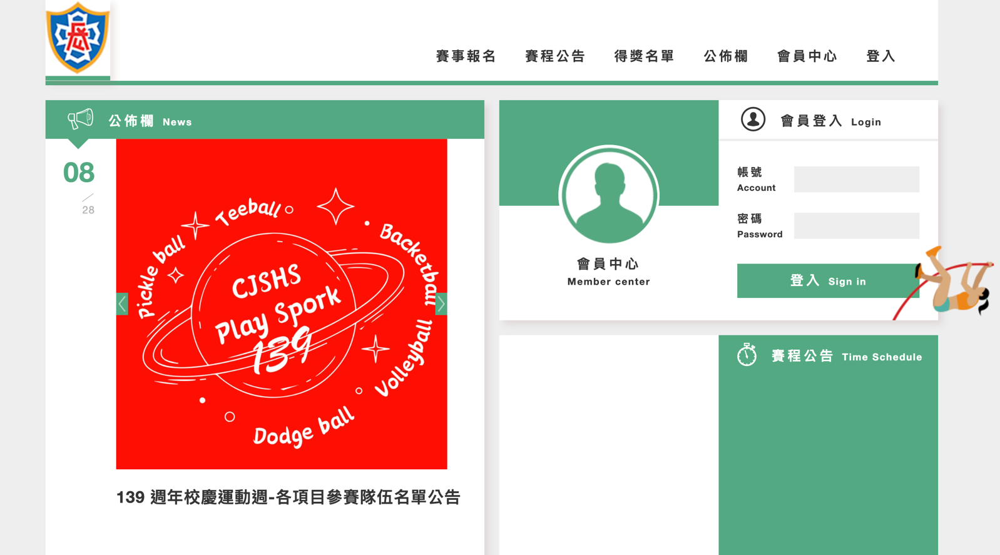 賽事報名 賽程公告 得獎名單 公佈欄 會員中心 登入
公佈欄 News
08
28
Teeball
Pickle ball
Backetball
CJSHS
Play Spork
139
Volleyball
Dodge ball
139 週年校慶運動週-各項目參賽隊伍名單公告
會員中心
Member center
會員登入 Login
帳號
Account
密碼
Password
登入 Sign in
賽程公告 Time Schedule